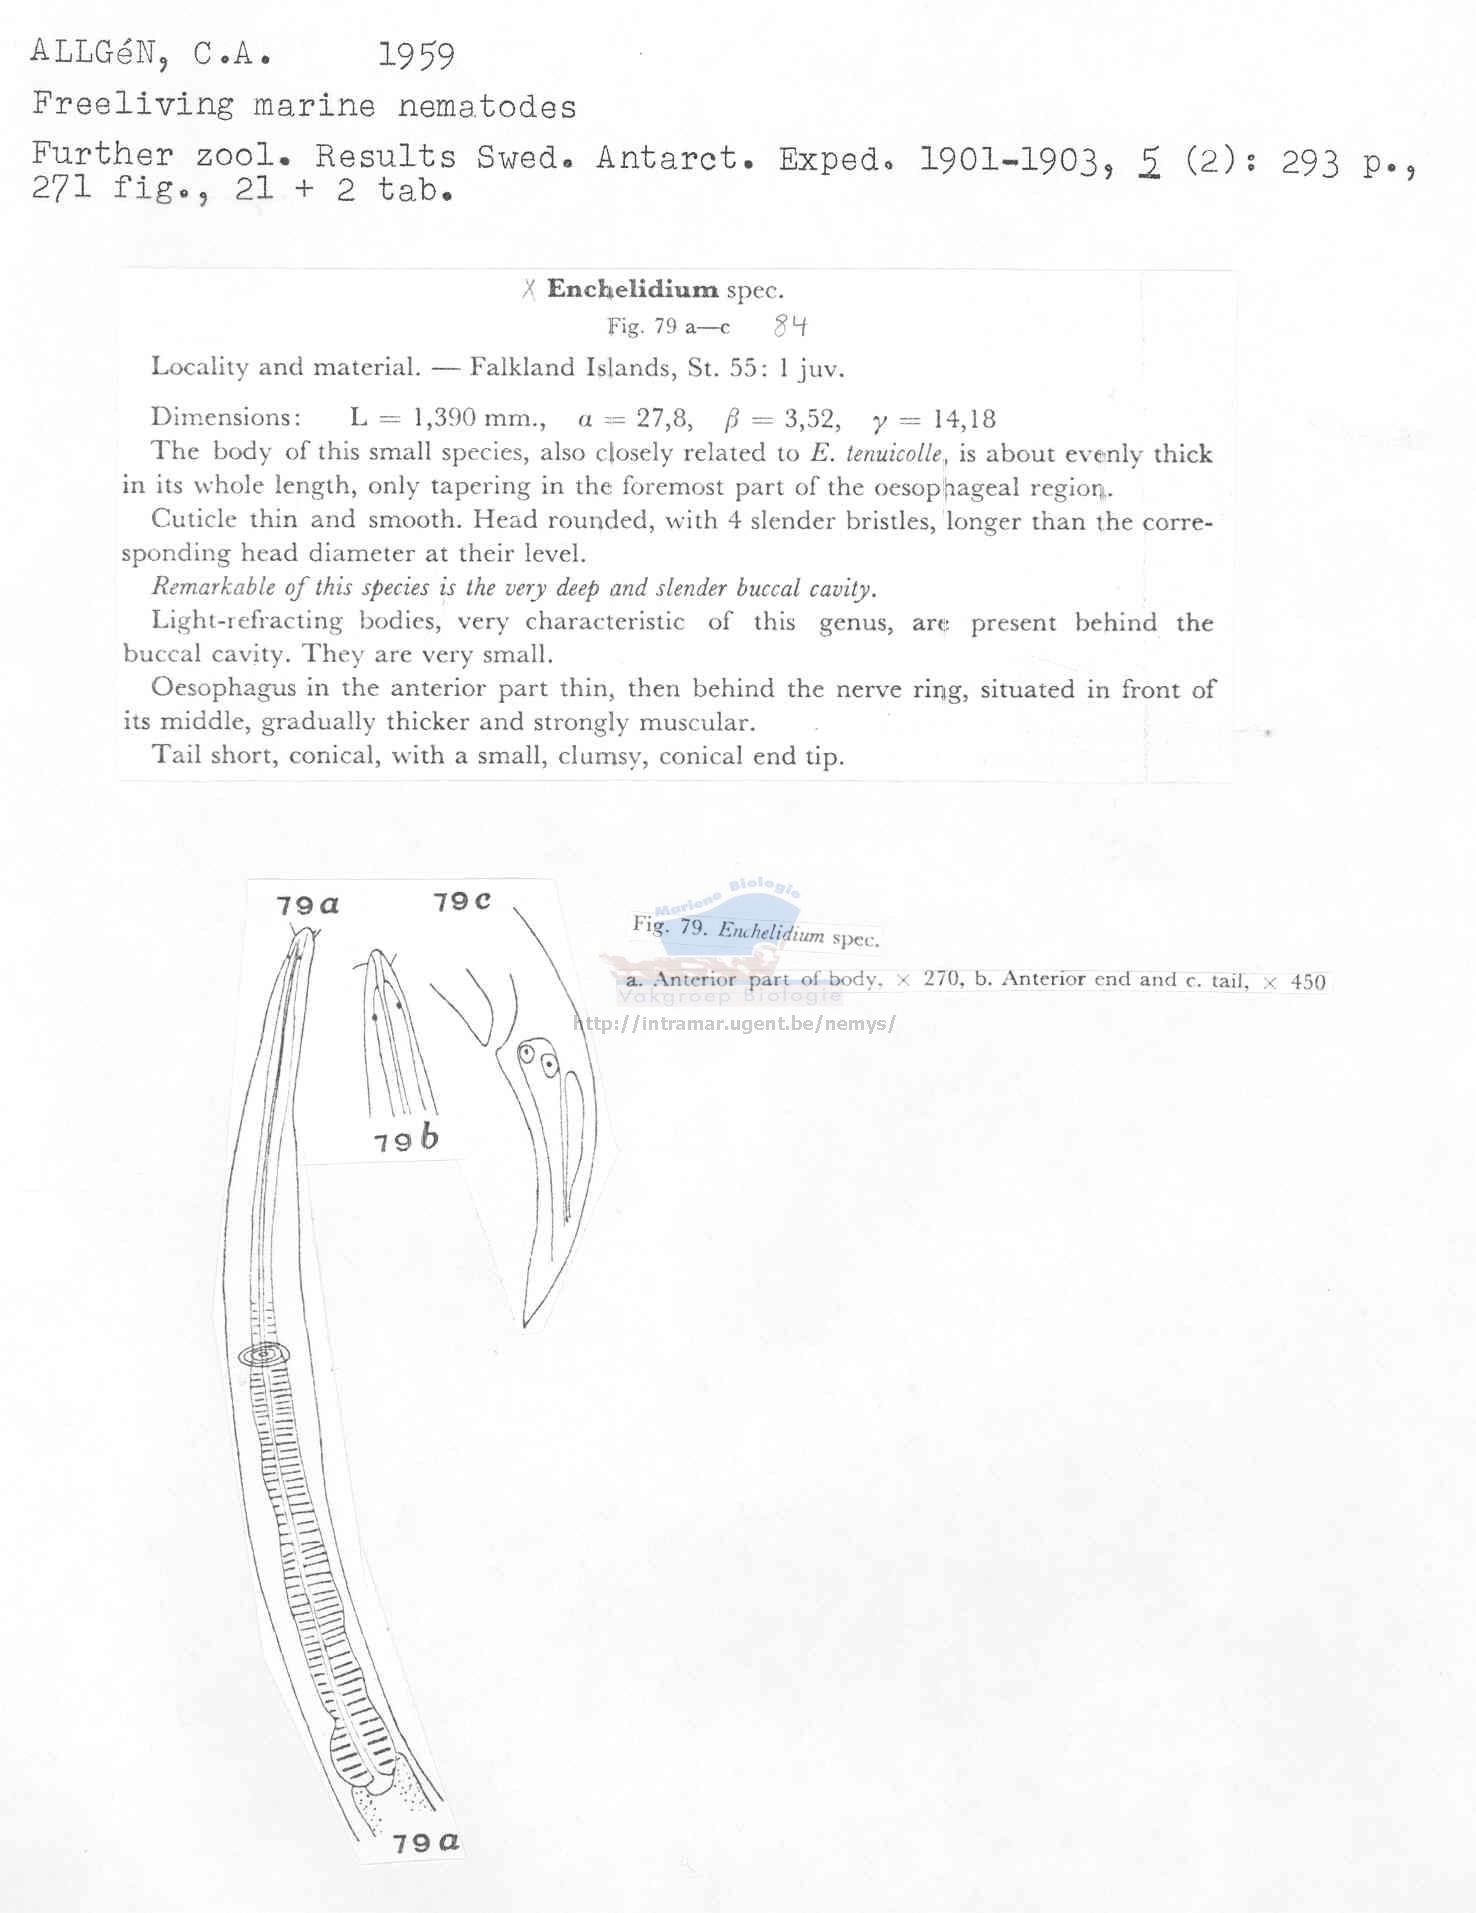 ALLGéN, C.A. 1959
Freeliving marine nematodes
Further zool. Results Swed. Antarct. Exped. 1901-1903, 5 (2): 293 p.,
271 fig., 21 + 2 tab.
X Enchelidium spec.
Fig. 79 a—c 84
Locality and material. — Falkland Islands, St. 55: 1 juv.
Dimensions: L = 1,390 mm., α = 27,8, β = 3,52, γ = 14,18
The body of this small species, also closely related to E. tenuicolle, is about evenly thick
in its whole length, only tapering in the foremost part of the oesophageal region.
Cuticle thin and smooth. Head rounded, with 4 slender bristles, longer than the corre-
sponding head diameter at their level.
Remarkable of this species is the very deep and slender buccal cavity.
Light-refracting bodies, very characteristic of this genus, are present behind the
buccal cavity. They are very small.
Oesophagus in the anterior part thin, then behind the nerve ring, situated in front of
its middle, gradually thicker and strongly muscular.
Tail short, conical, with a small, clumsy, conical end tip.
79a 79c
Mariene Biologie
Fig. 79. Enchelidium spec.
a. Anterior part of body, × 270, b. Anterior end and c. tail, × 450
Vakgroep Biologie
http://intramar.ugent.be/nemys/
79b
79a